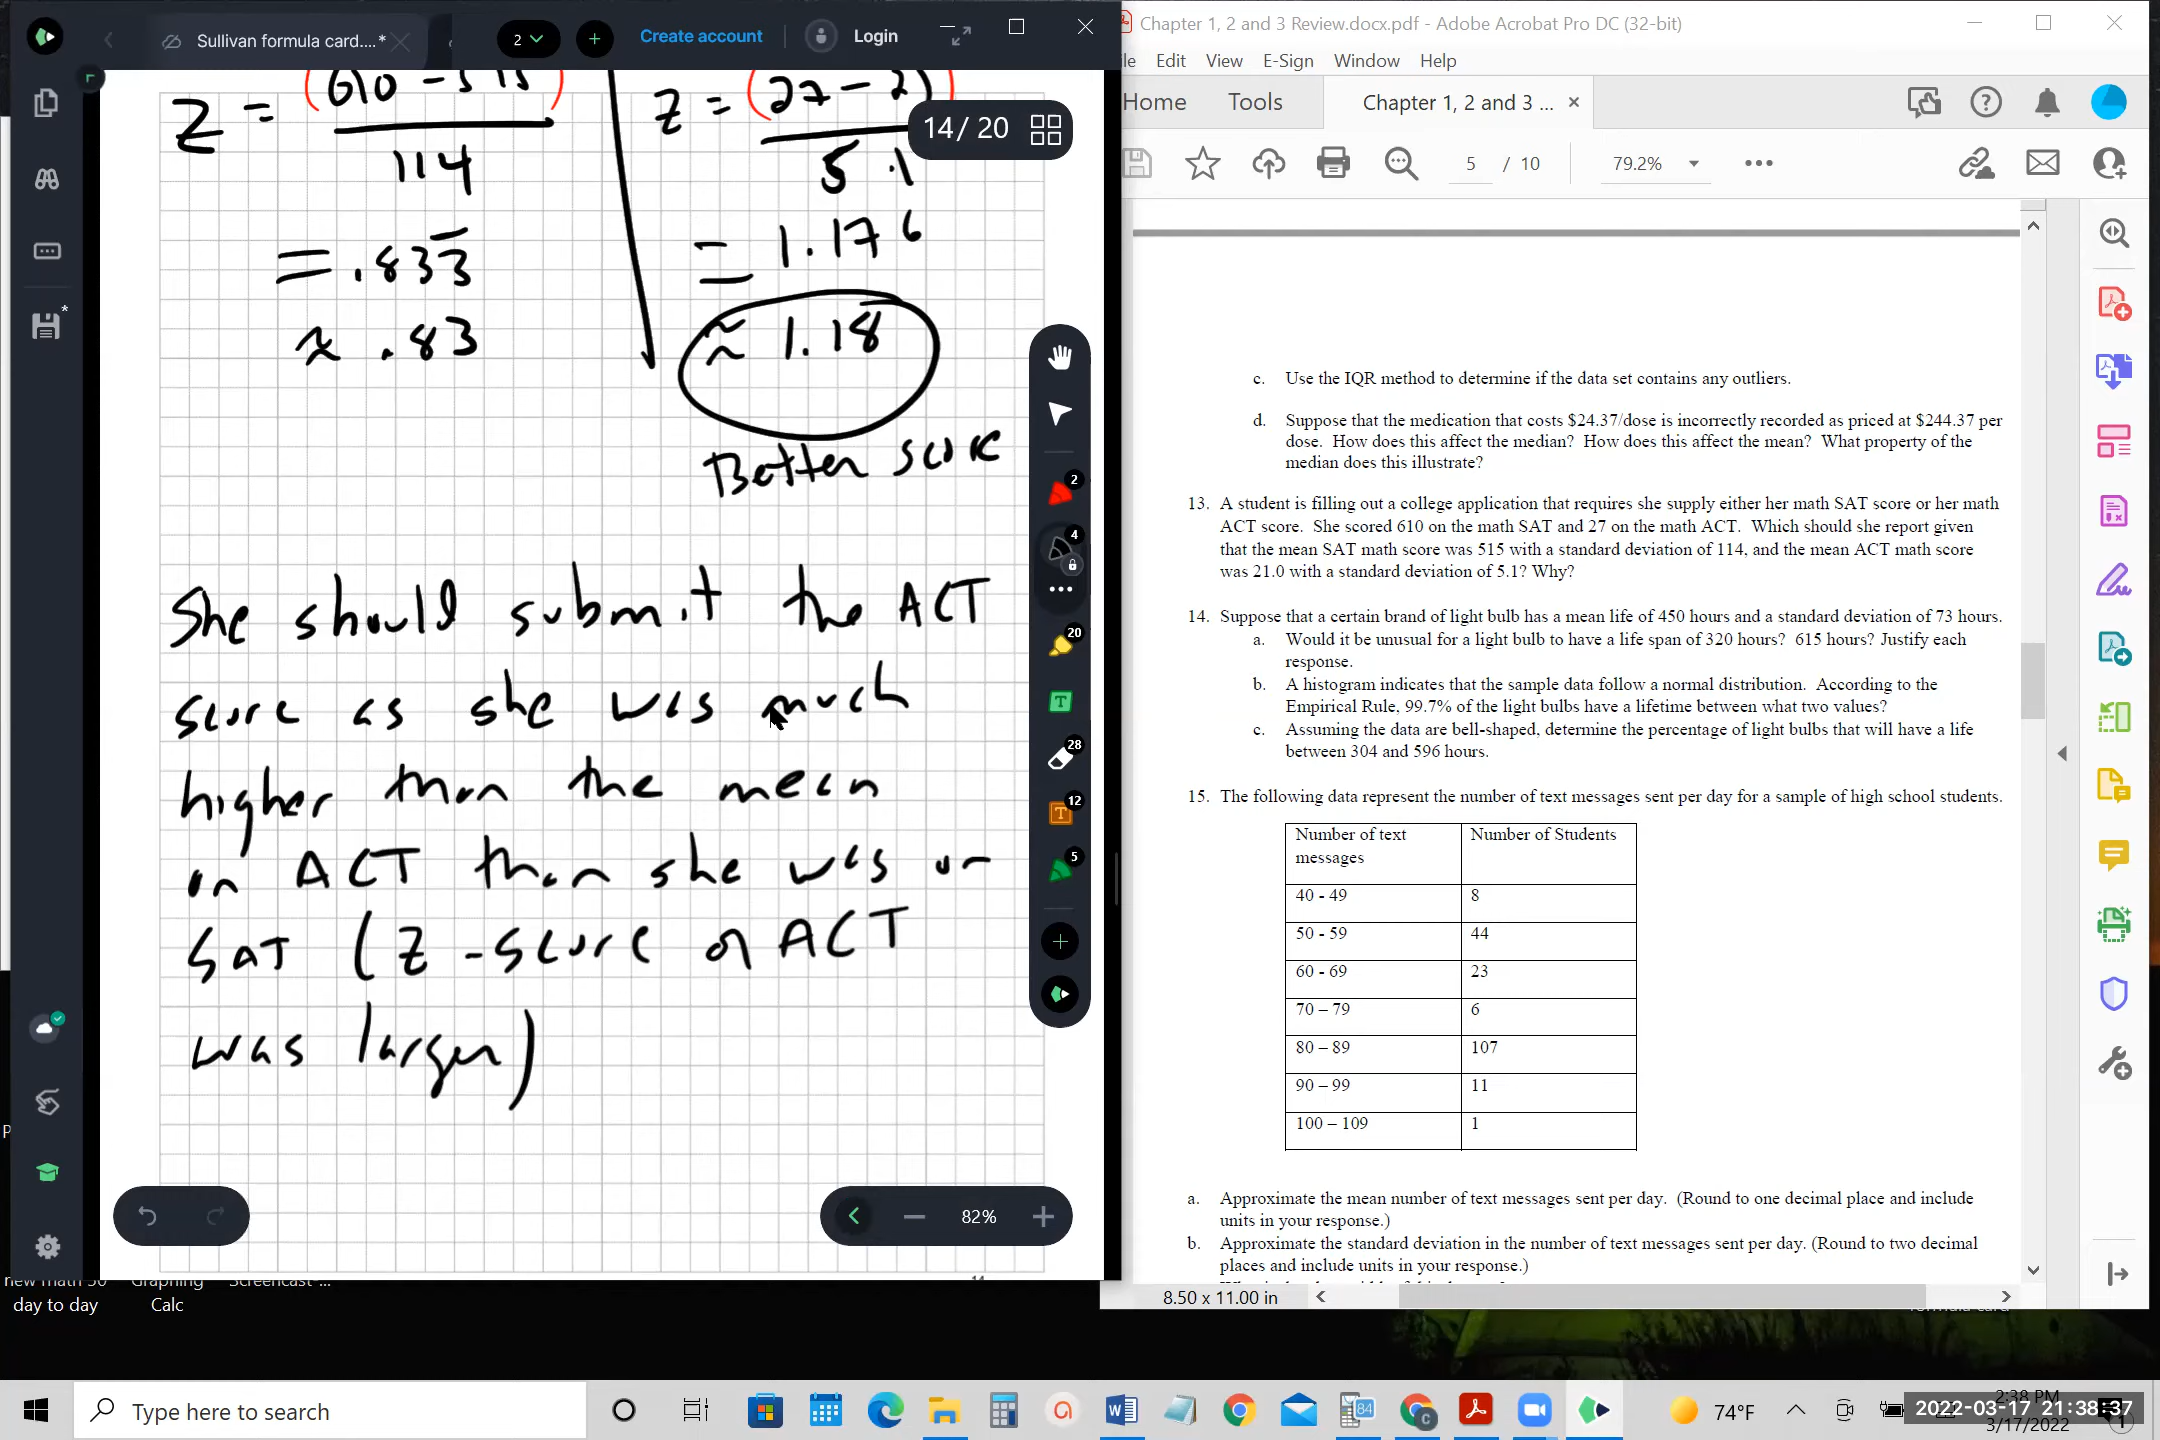 Sullivan formula card....*
2
Create account
Login
Z = (610 - 515)
114
= .833
≈ .83
Z = (27 - 21)
5.1
= 1.176
≈ 1.18
Better score
14/ 20
She should submit the ACT
score as she was much
higher than the mean
on ACT than she was on
SAT (Z-score of ACT
was larger)
2
4
20
28
12
5
82%
new math 50
day to day
Graphing
Calc
Screencast-...
Chapter 1, 2 and 3 Review.docx.pdf - Adobe Acrobat Pro DC (32-bit)
Edit View E-Sign Window Help
Home Tools Chapter 1, 2 and 3 ... ×
5 / 10 79.2%
c. Use the IQR method to determine if the data set contains any outliers.
d. Suppose that the medication that costs $24.37/dose is incorrectly recorded as priced at $244.37 per
dose. How does this affect the median? How does this affect the mean? What property of the
median does this illustrate?
13. A student is filling out a college application that requires she supply either her math SAT score or her math
ACT score. She scored 610 on the math SAT and 27 on the math ACT. Which should she report given
that the mean SAT math score was 515 with a standard deviation of 114, and the mean ACT math score
was 21.0 with a standard deviation of 5.1? Why?
14. Suppose that a certain brand of light bulb has a mean life of 450 hours and a standard deviation of 73 hours.
a. Would it be unusual for a light bulb to have a life span of 320 hours? 615 hours? Justify each
response.
b. A histogram indicates that the sample data follow a normal distribution. According to the
Empirical Rule, 99.7% of the light bulbs have a lifetime between what two values?
c. Assuming the data are bell-shaped, determine the percentage of light bulbs that will have a life
between 304 and 596 hours.
15. The following data represent the number of text messages sent per day for a sample of high school students.
Number of text Number of Students
messages
40 - 49 8
50 - 59 44
60 - 69 23
70 – 79 6
80 – 89 107
90 – 99 11
100 – 109 1
a. Approximate the mean number of text messages sent per day. (Round to one decimal place and include
units in your response.)
b. Approximate the standard deviation in the number of text messages sent per day. (Round to two decimal
places and include units in your response.)
8.50 x 11.00 in
Type here to search
84
74°F
2:38 PM
2022-03-17 21:38:37
3/17/2022